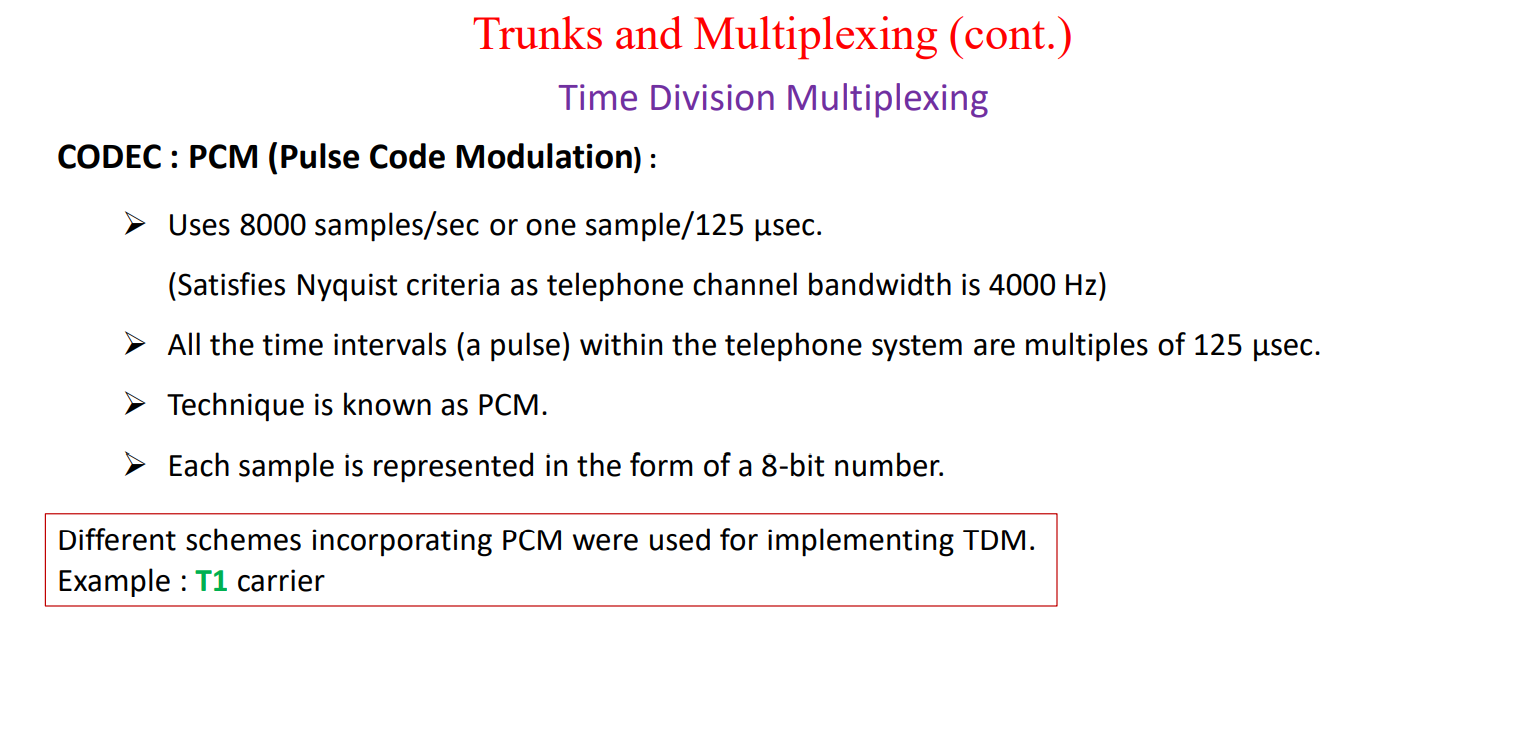 Trunks and Multiplexing (cont.)
Time Division Multiplexing
CODEC : PCM (Pulse Code Modulation) :
➢ Uses 8000 samples/sec or one sample/125 µsec.
(Satisfies Nyquist criteria as telephone channel bandwidth is 4000 Hz)
➢ All the time intervals (a pulse) within the telephone system are multiples of 125 µsec.
➢ Technique is known as PCM.
➢ Each sample is represented in the form of a 8-bit number.
Different schemes incorporating PCM were used for implementing TDM.
Example : T1 carrier